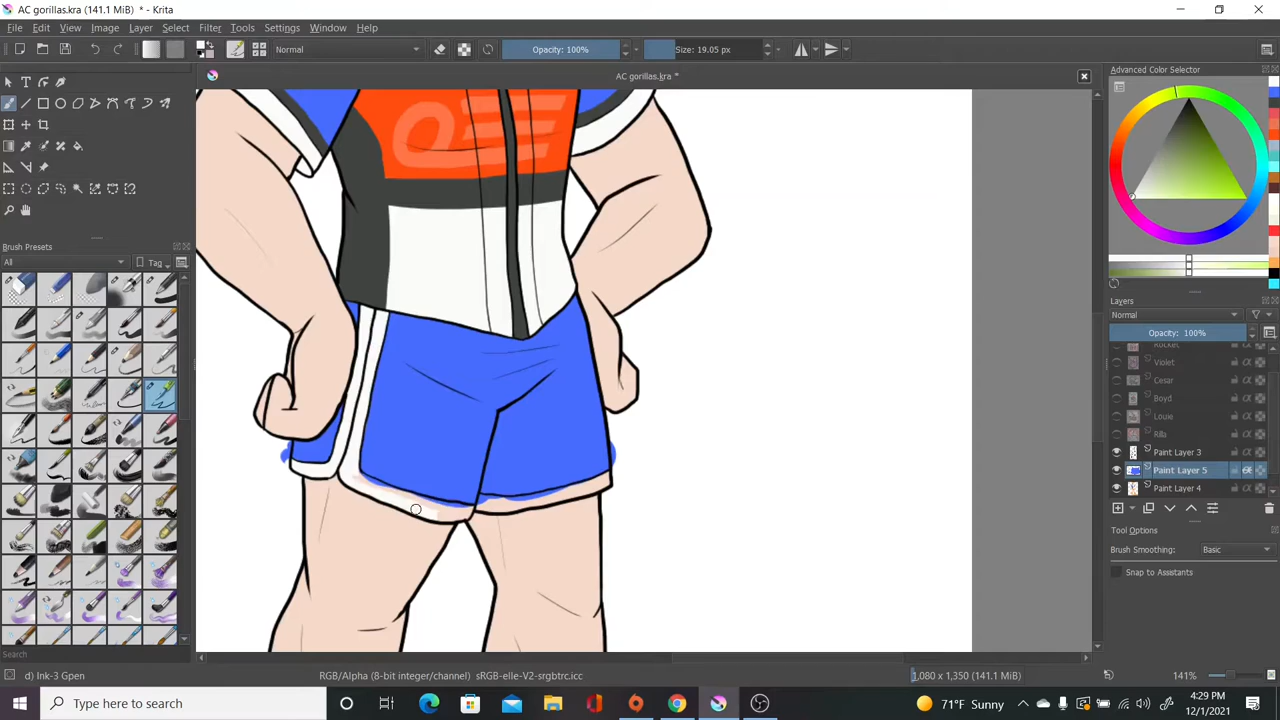 AC gorillas.kra (141.1 MiB) * - Krita
File Edit View Image Layer Select Filter Tools Settings Window Help
Normal
Opacity: 100%
Size: 19.05 px
AC gorillas.kra *
Advanced Color Selector
Brush Presets
All
Tag
Layers
Normal
Opacity: 100%
Rocket
Violet
Cesar
Boyd
Louie
Rilla
Paint Layer 3
Paint Layer 5
Paint Layer 4
Tool Options
Brush Smoothing: Basic
Snap to Assistants
Search
d) Ink-3 Gpen
RGB/Alpha (8-bit integer/channel) sRGB-elle-V2-srgbtrc.icc
1,080 x 1,350 (141.1 MiB)
141%
Type here to search
71°F Sunny
4:29 PM
12/1/2021